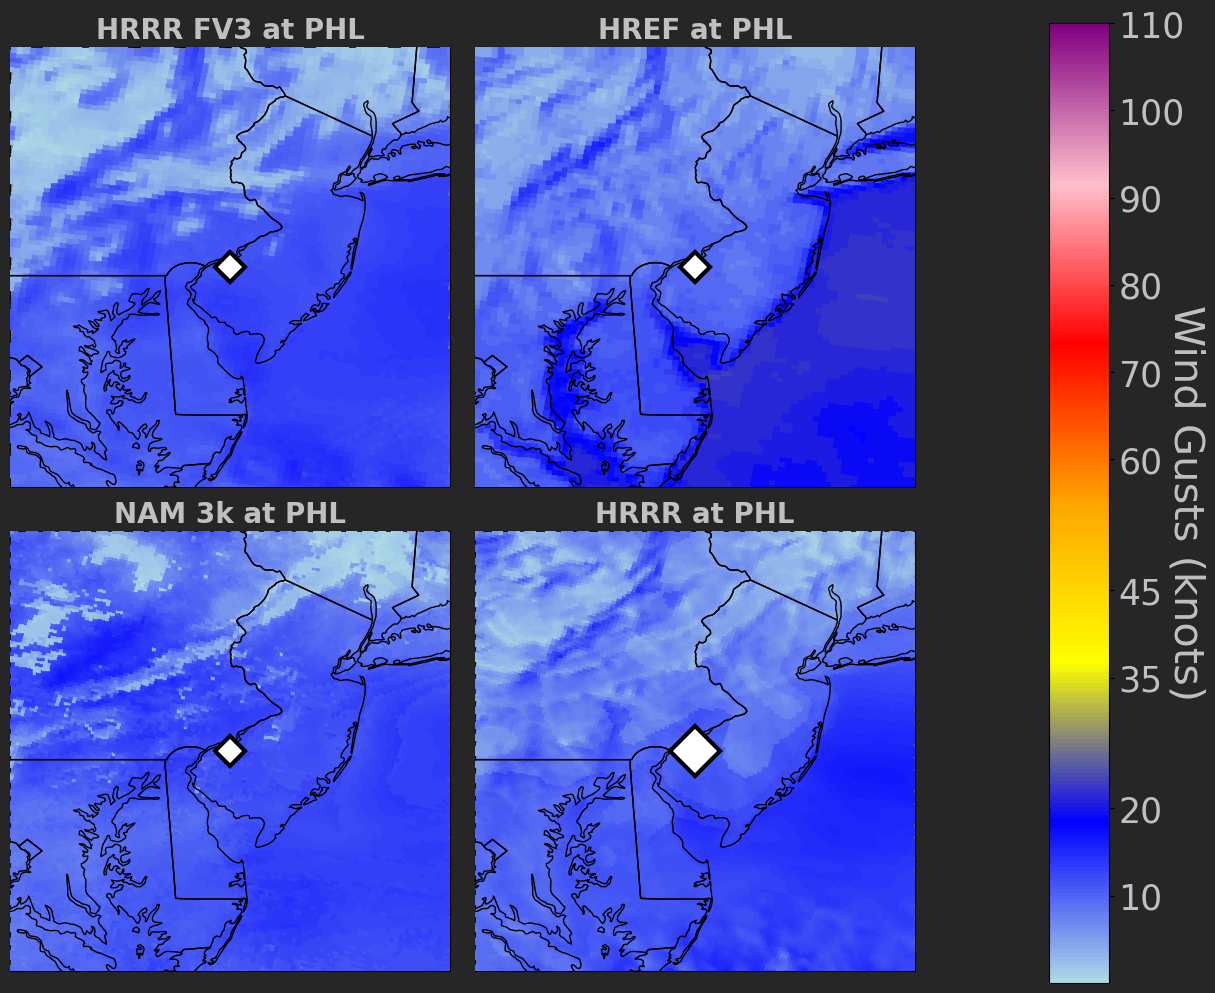 HRRR FV3 at PHL
HREF at PHL
NAM 3k at PHL
HRRR at PHL
110
100
90
80
70
60
45
35
20
10
Wind Gusts (knots)